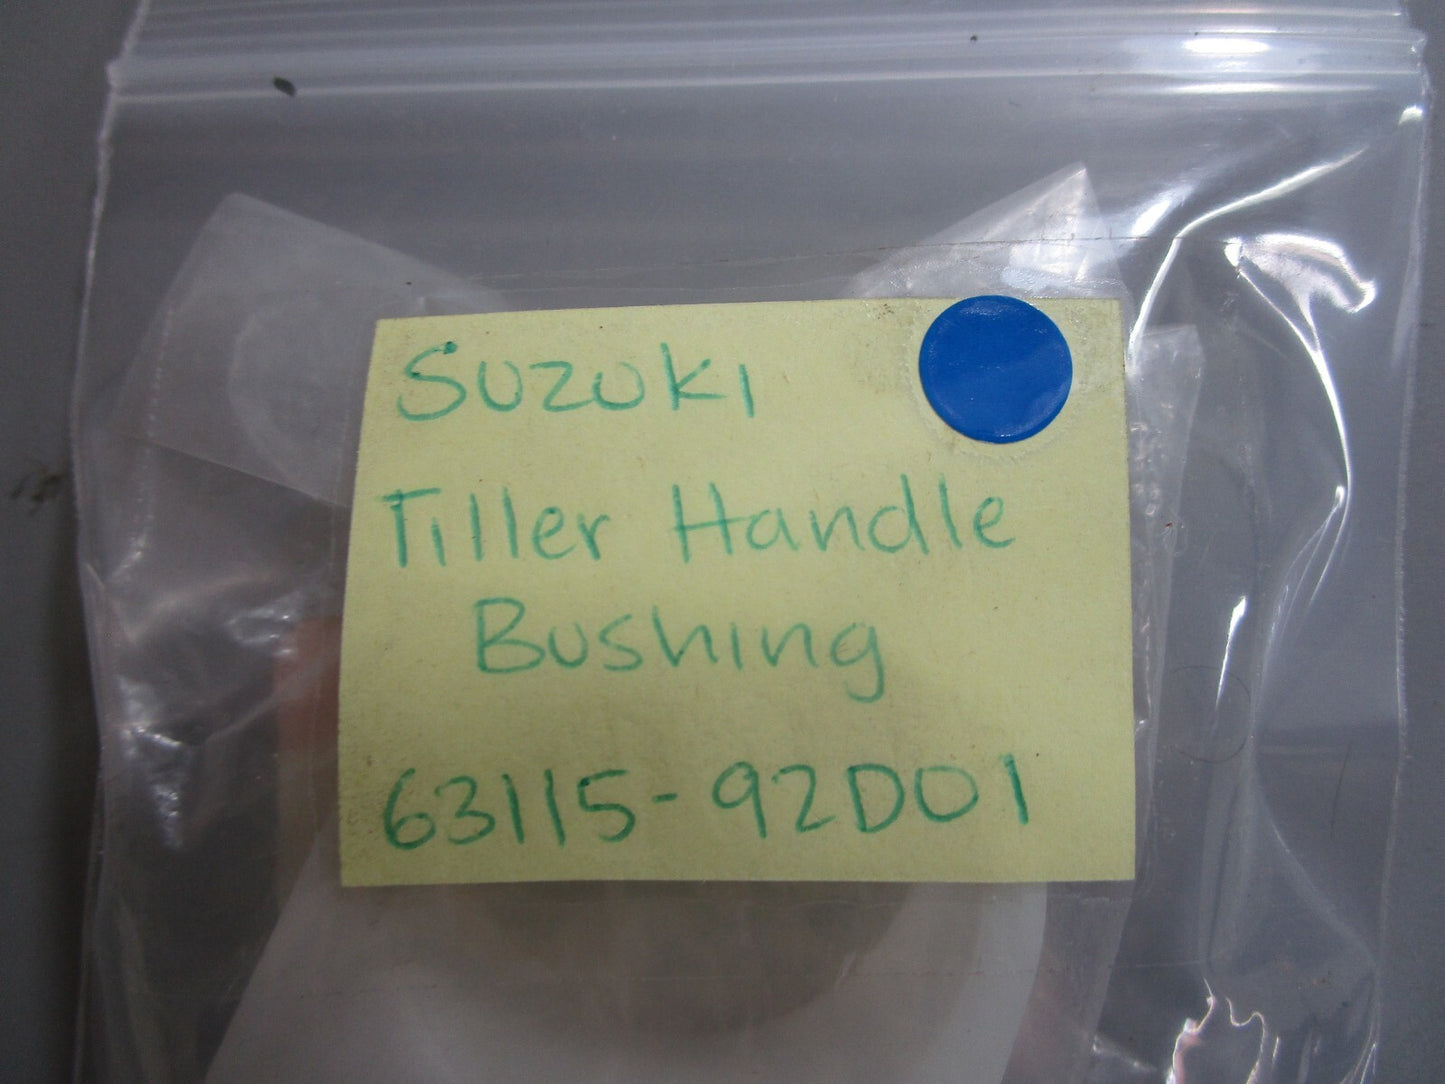 Suzuki
Tiller Handle
Bushing
63115-92D01